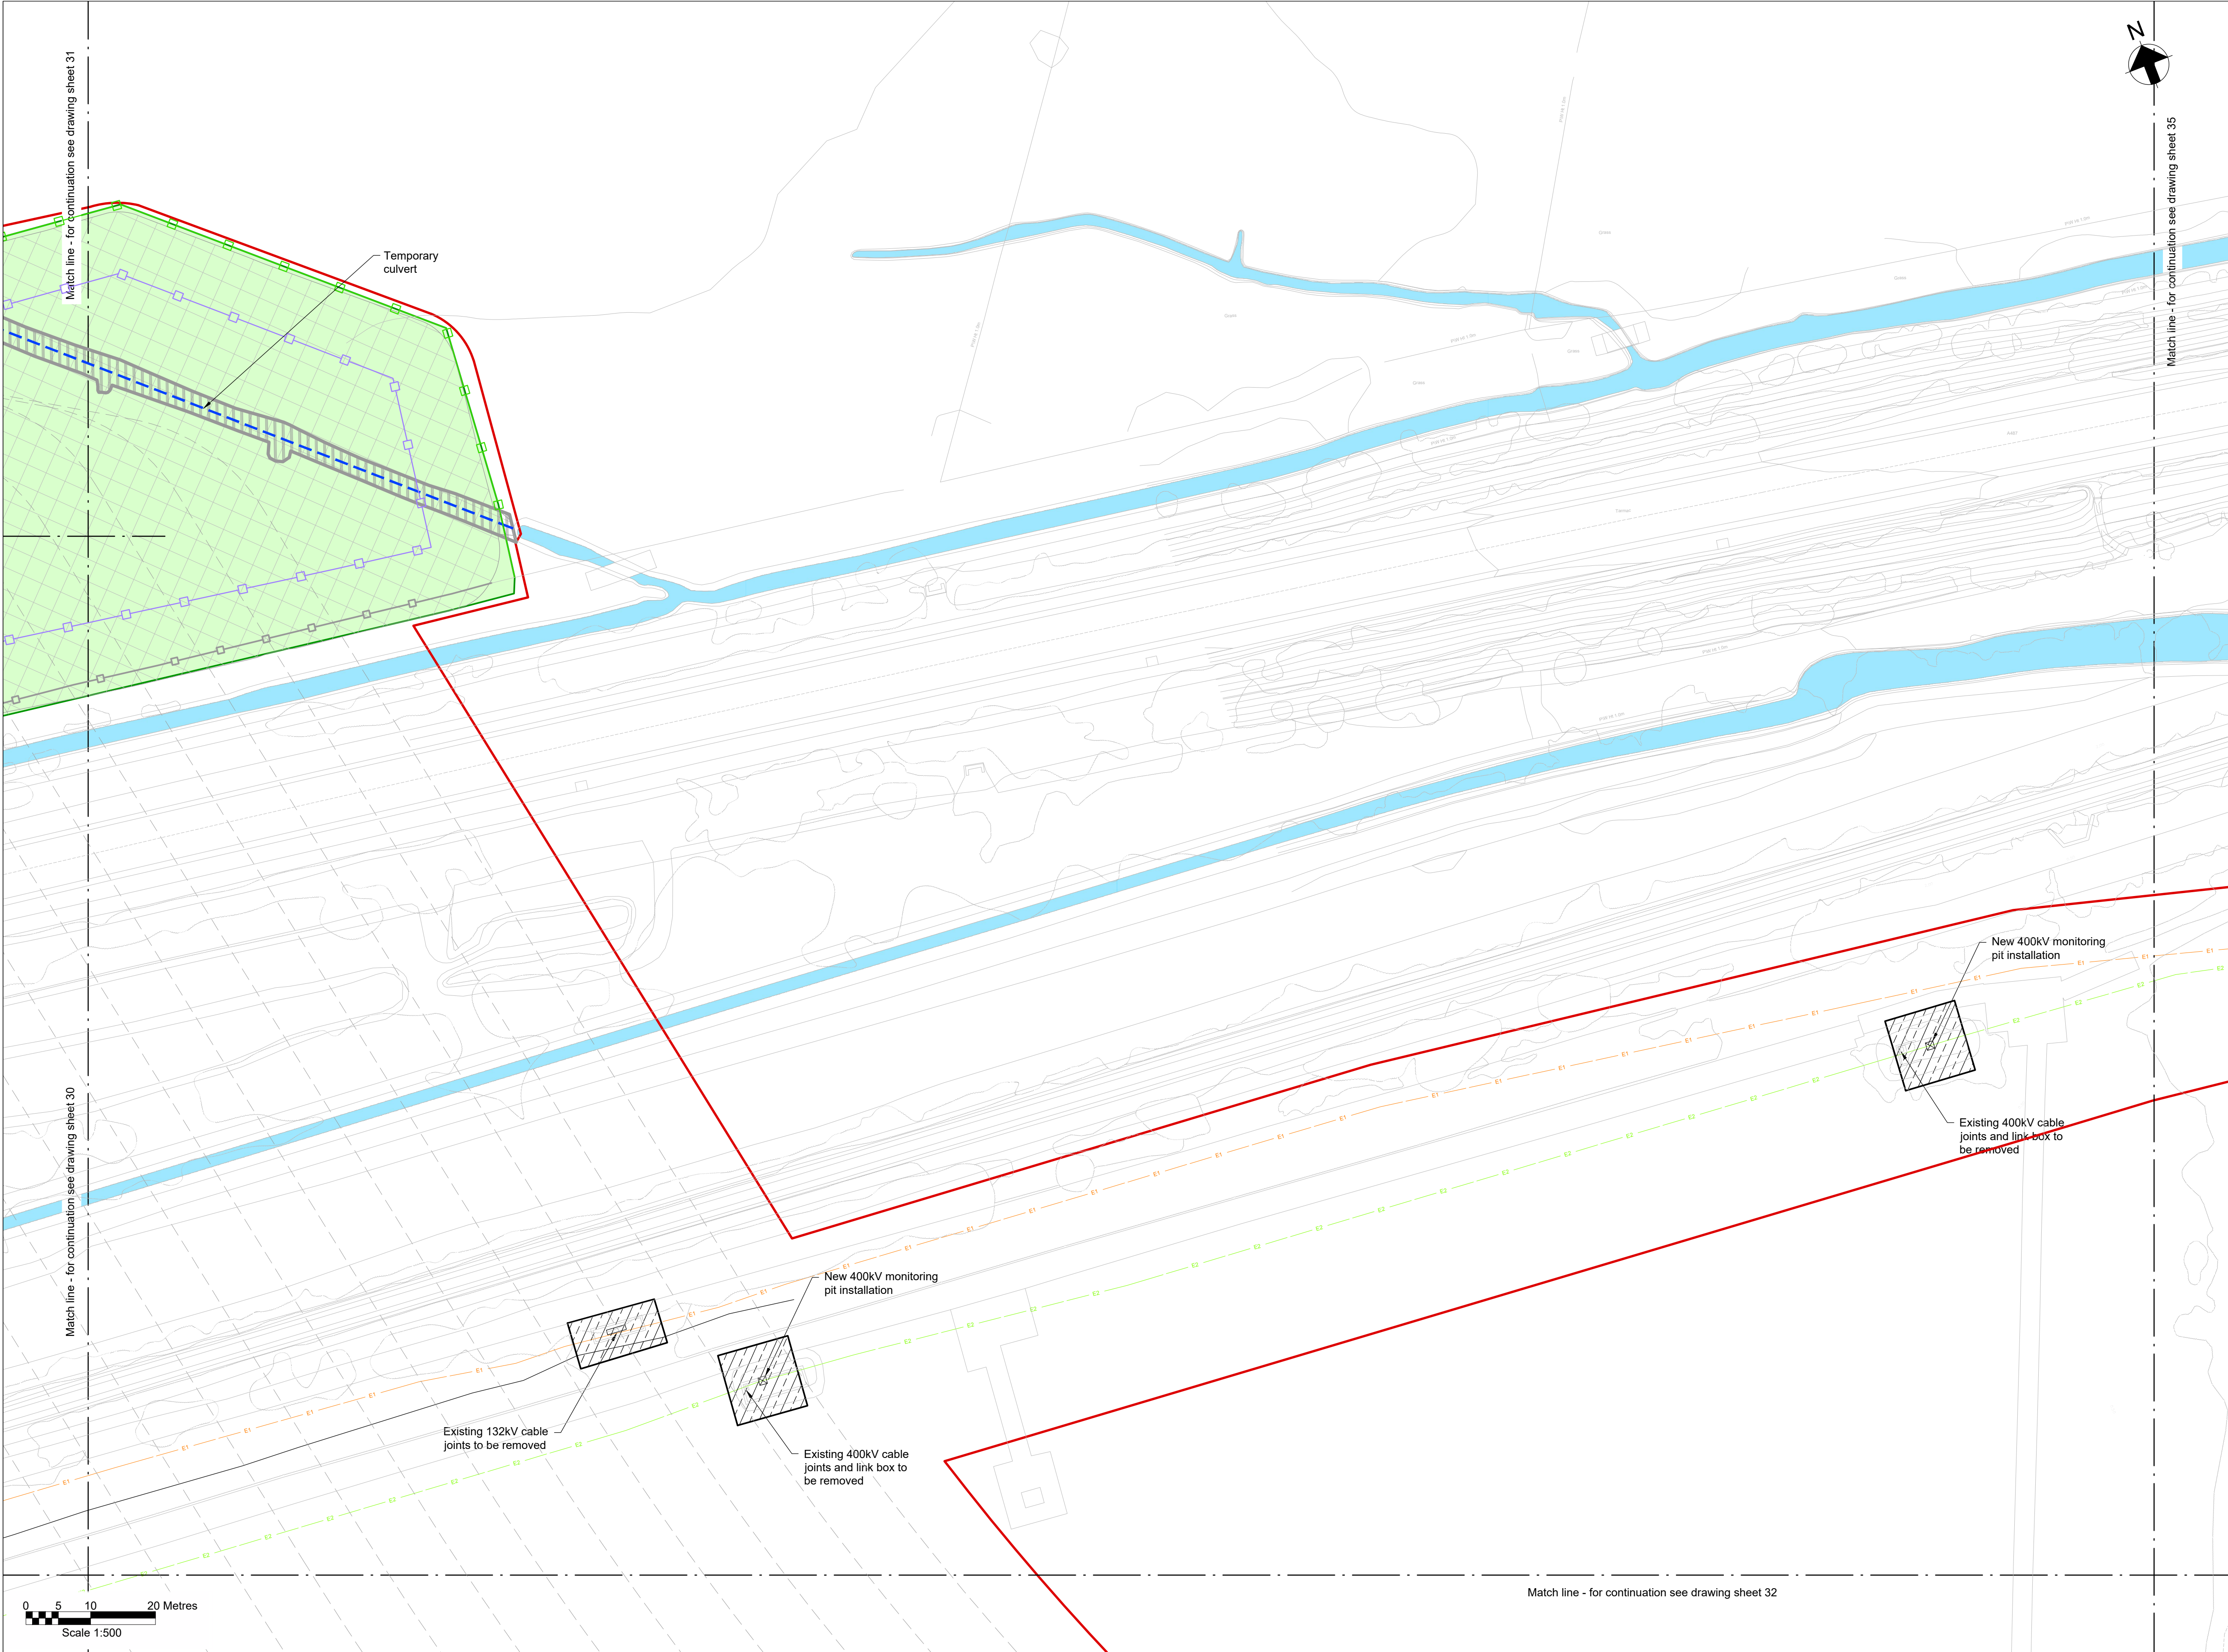 N
Match line - for continuation see drawing sheet 31
Match line - for continuation see drawing sheet 35
Temporary
culvert
New 400kV monitoring
pit installation
Existing 400kV cable
joints and link box to
be removed
Match line - for continuation see drawing sheet 30
New 400kV monitoring
pit installation
Existing 132kV cable
joints to be removed
Existing 400kV cable
joints and link box to
be removed
Match line - for continuation see drawing sheet 32
0 5 10 20 Metres
Scale 1:500